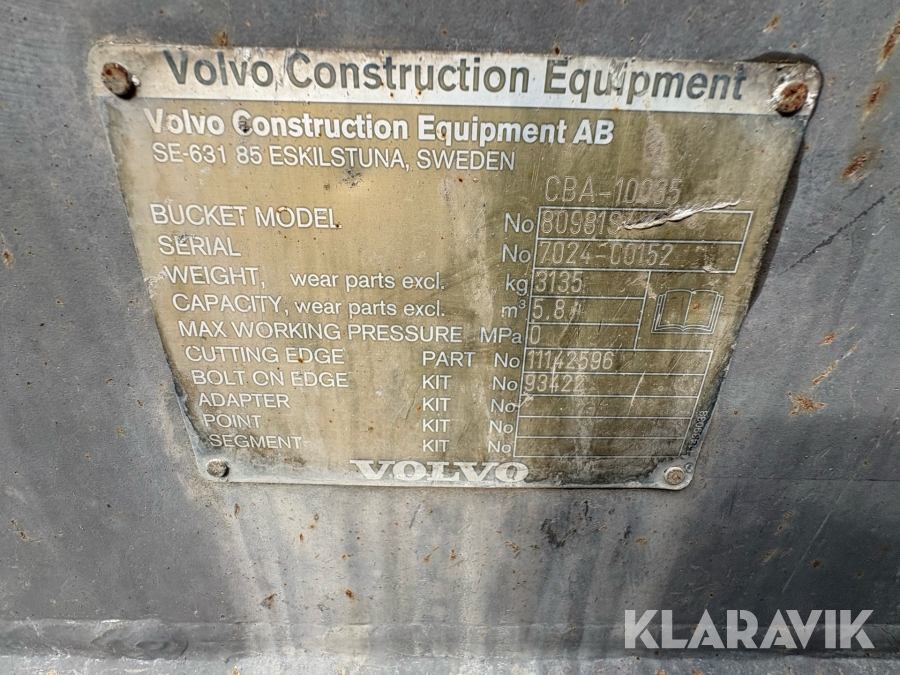 Volvo Construction Equipment
Volvo Construction Equipment AB
SE-631 85 ESKILSTUNA, SWEDEN
CBA-10035
BUCKET MODEL No
SERIAL No 7024-C0152
WEIGHT, wear parts excl. kg 3135
CAPACITY, wear parts excl. m³ 5,8
MAX WORKING PRESSURE MPa 0
CUTTING EDGE PART No 11142596
BOLT ON EDGE KIT No 93422
ADAPTER KIT No
POINT KIT No
SEGMENT KIT No
VOLVO
KLARAVIK